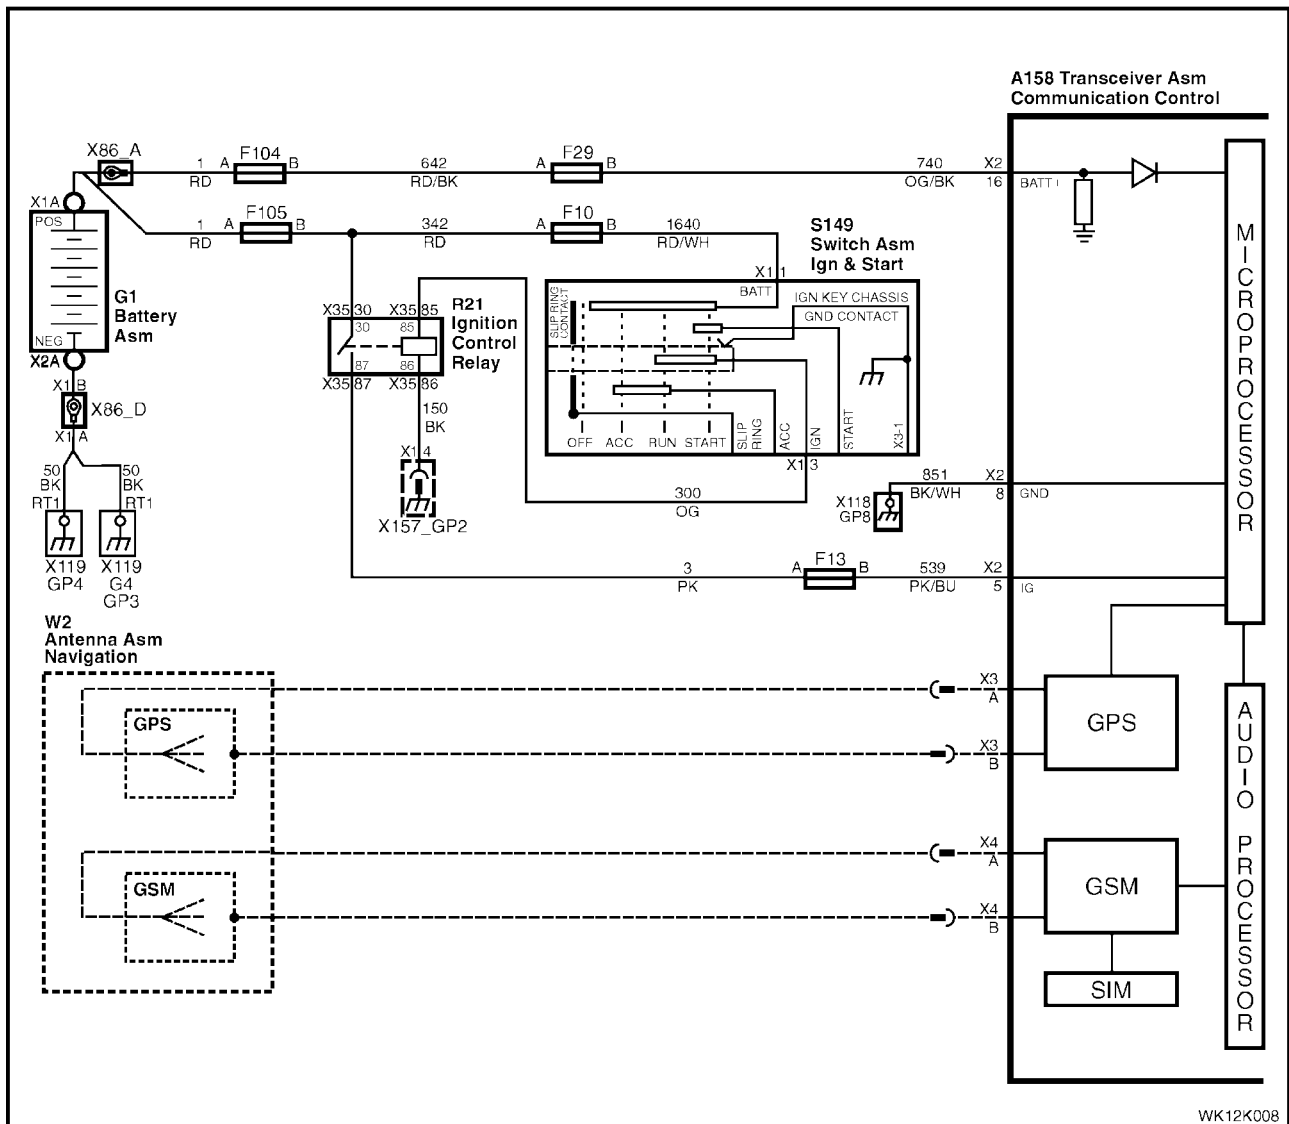 A158 Transceiver Asm
Communication Control
X86_A
1
RD
A
F104
B
642
RD/BK
A
F29
B
740
OG/BK
X2
16
BATT+
X1A
POS
1
RD
A
F105
B
342
RD
A
F10
B
1640
RD/WH
S149
Switch Asm
Ign & Start
X1 1
BATT
G1
Battery
Asm
NEG
X2A
X35 30
X35 85
30
85
87
86
X35 87
X35 86
R21
Ignition
Control
Relay
SLIP RING
CONTACT
IGN KEY CHASSIS
GND CONTACT
OFF
ACC
RUN
START
SLIP
RING
ACC
IGN
START
X3-1
X1 3
X1 B
X86_D
X1 A
50
BK
50
BK
RT1
RT1
X119
GP4
X119
G4
GP3
150
BK
X1 4
X157_GP2
300
OG
X118
GP8
851
BK/WH
X2
8
GND
3
PK
A
F13
B
539
PK/BU
X2
5
IG
MICROPROCESSOR
W2
Antenna Asm
Navigation
GPS
X3
A
X3
B
GPS
GSM
X4
A
X4
B
GSM
SIM
AUDIO PROCESSOR
WK12K008